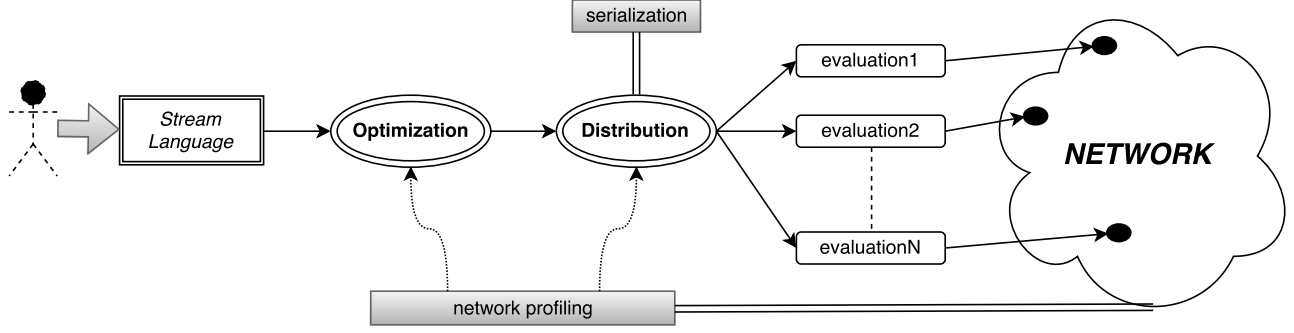 serialization
evaluation1
Stream
Language
Optimization
Distribution
evaluation2
NETWORK
evaluationN
network profiling